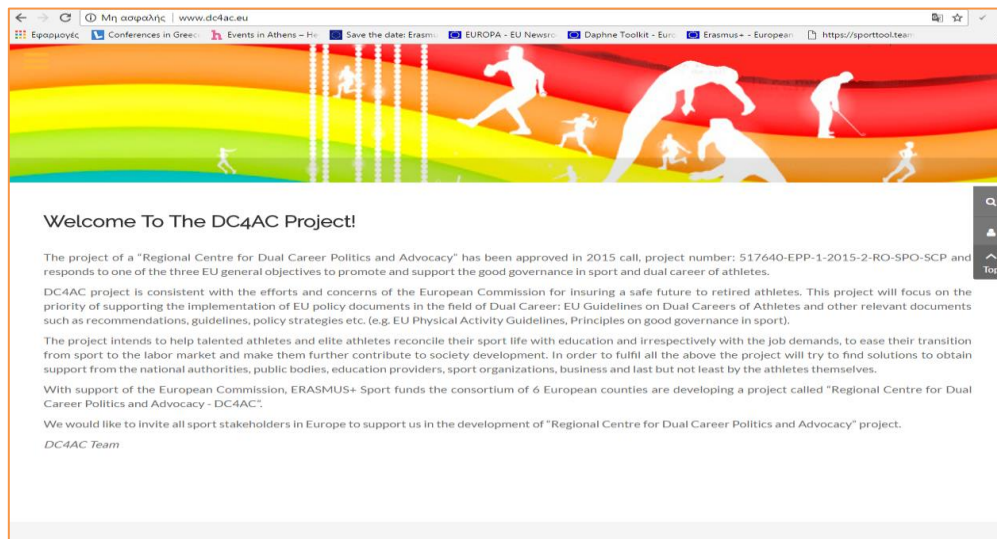 Μη ασφαλής | www.dc4ac.eu
Εφαρμογές Conferences in Greece Events in Athens – He Save the date: Erasmu EUROPA - EU Newsro Daphne Toolkit - Euro Erasmus+ - European https://sporttool.team
Welcome To The DC4AC Project!
The project of a “Regional Centre for Dual Career Politics and Advocacy” has been approved in 2015 call, project number: 517640-EPP-1-2015-2-RO-SPO-SCP and
responds to one of the three EU general objectives to promote and support the good governance in sport and dual career of athletes.
DC4AC project is consistent with the efforts and concerns of the European Commission for insuring a safe future to retired athletes. This project will focus on the
priority of supporting the implementation of EU policy documents in the field of Dual Career: EU Guidelines on Dual Careers of Athletes and other relevant documents
such as recommendations, guidelines, policy strategies etc. (e.g. EU Physical Activity Guidelines, Principles on good governance in sport).
The project intends to help talented athletes and elite athletes reconcile their sport life with education and irrespectively with the job demands, to ease their transition
from sport to the labor market and make them further contribute to society development. In order to fulfil all the above the project will try to find solutions to obtain
support from the national authorities, public bodies, education providers, sport organizations, business and last but not least by the athletes themselves.
With support of the European Commission, ERASMUS+ Sport funds the consortium of 6 European counties are developing a project called “Regional Centre for Dual
Career Politics and Advocacy - DC4AC”.
We would like to invite all sport stakeholders in Europe to support us in the development of “Regional Centre for Dual Career Politics and Advocacy” project.
DC4AC Team
Top